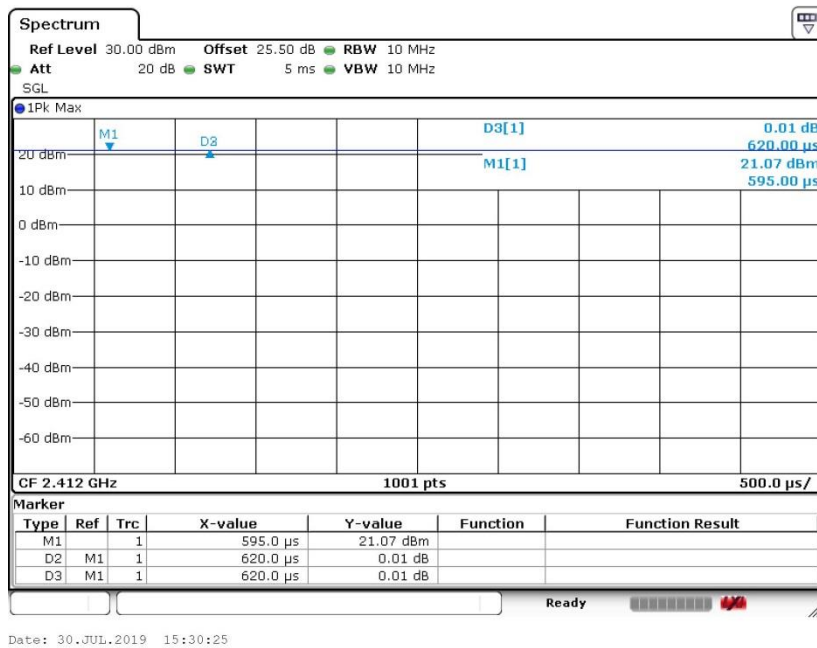 Spectrum
Ref Level 30.00 dBm Offset 25.50 dB RBW 10 MHz
Att 20 dB SWT 5 ms VBW 10 MHz
SGL
1Pk Max
M1 D3[1] 0.01 dB
D2 620.00 µs
20 dBm M1[1] 21.07 dBm
10 dBm 595.00 µs
0 dBm
-10 dBm
-20 dBm
-30 dBm
-40 dBm
-50 dBm
-60 dBm
CF 2.412 GHz 1001 pts 500.0 µs/
Marker
Type Ref Trc X-value Y-value Function Function Result
M1 1 595.0 µs 21.07 dBm
D2 M1 1 620.0 µs 0.01 dB
D3 M1 1 620.0 µs 0.01 dB
Ready
Date: 30.JUL.2019 15:30:25